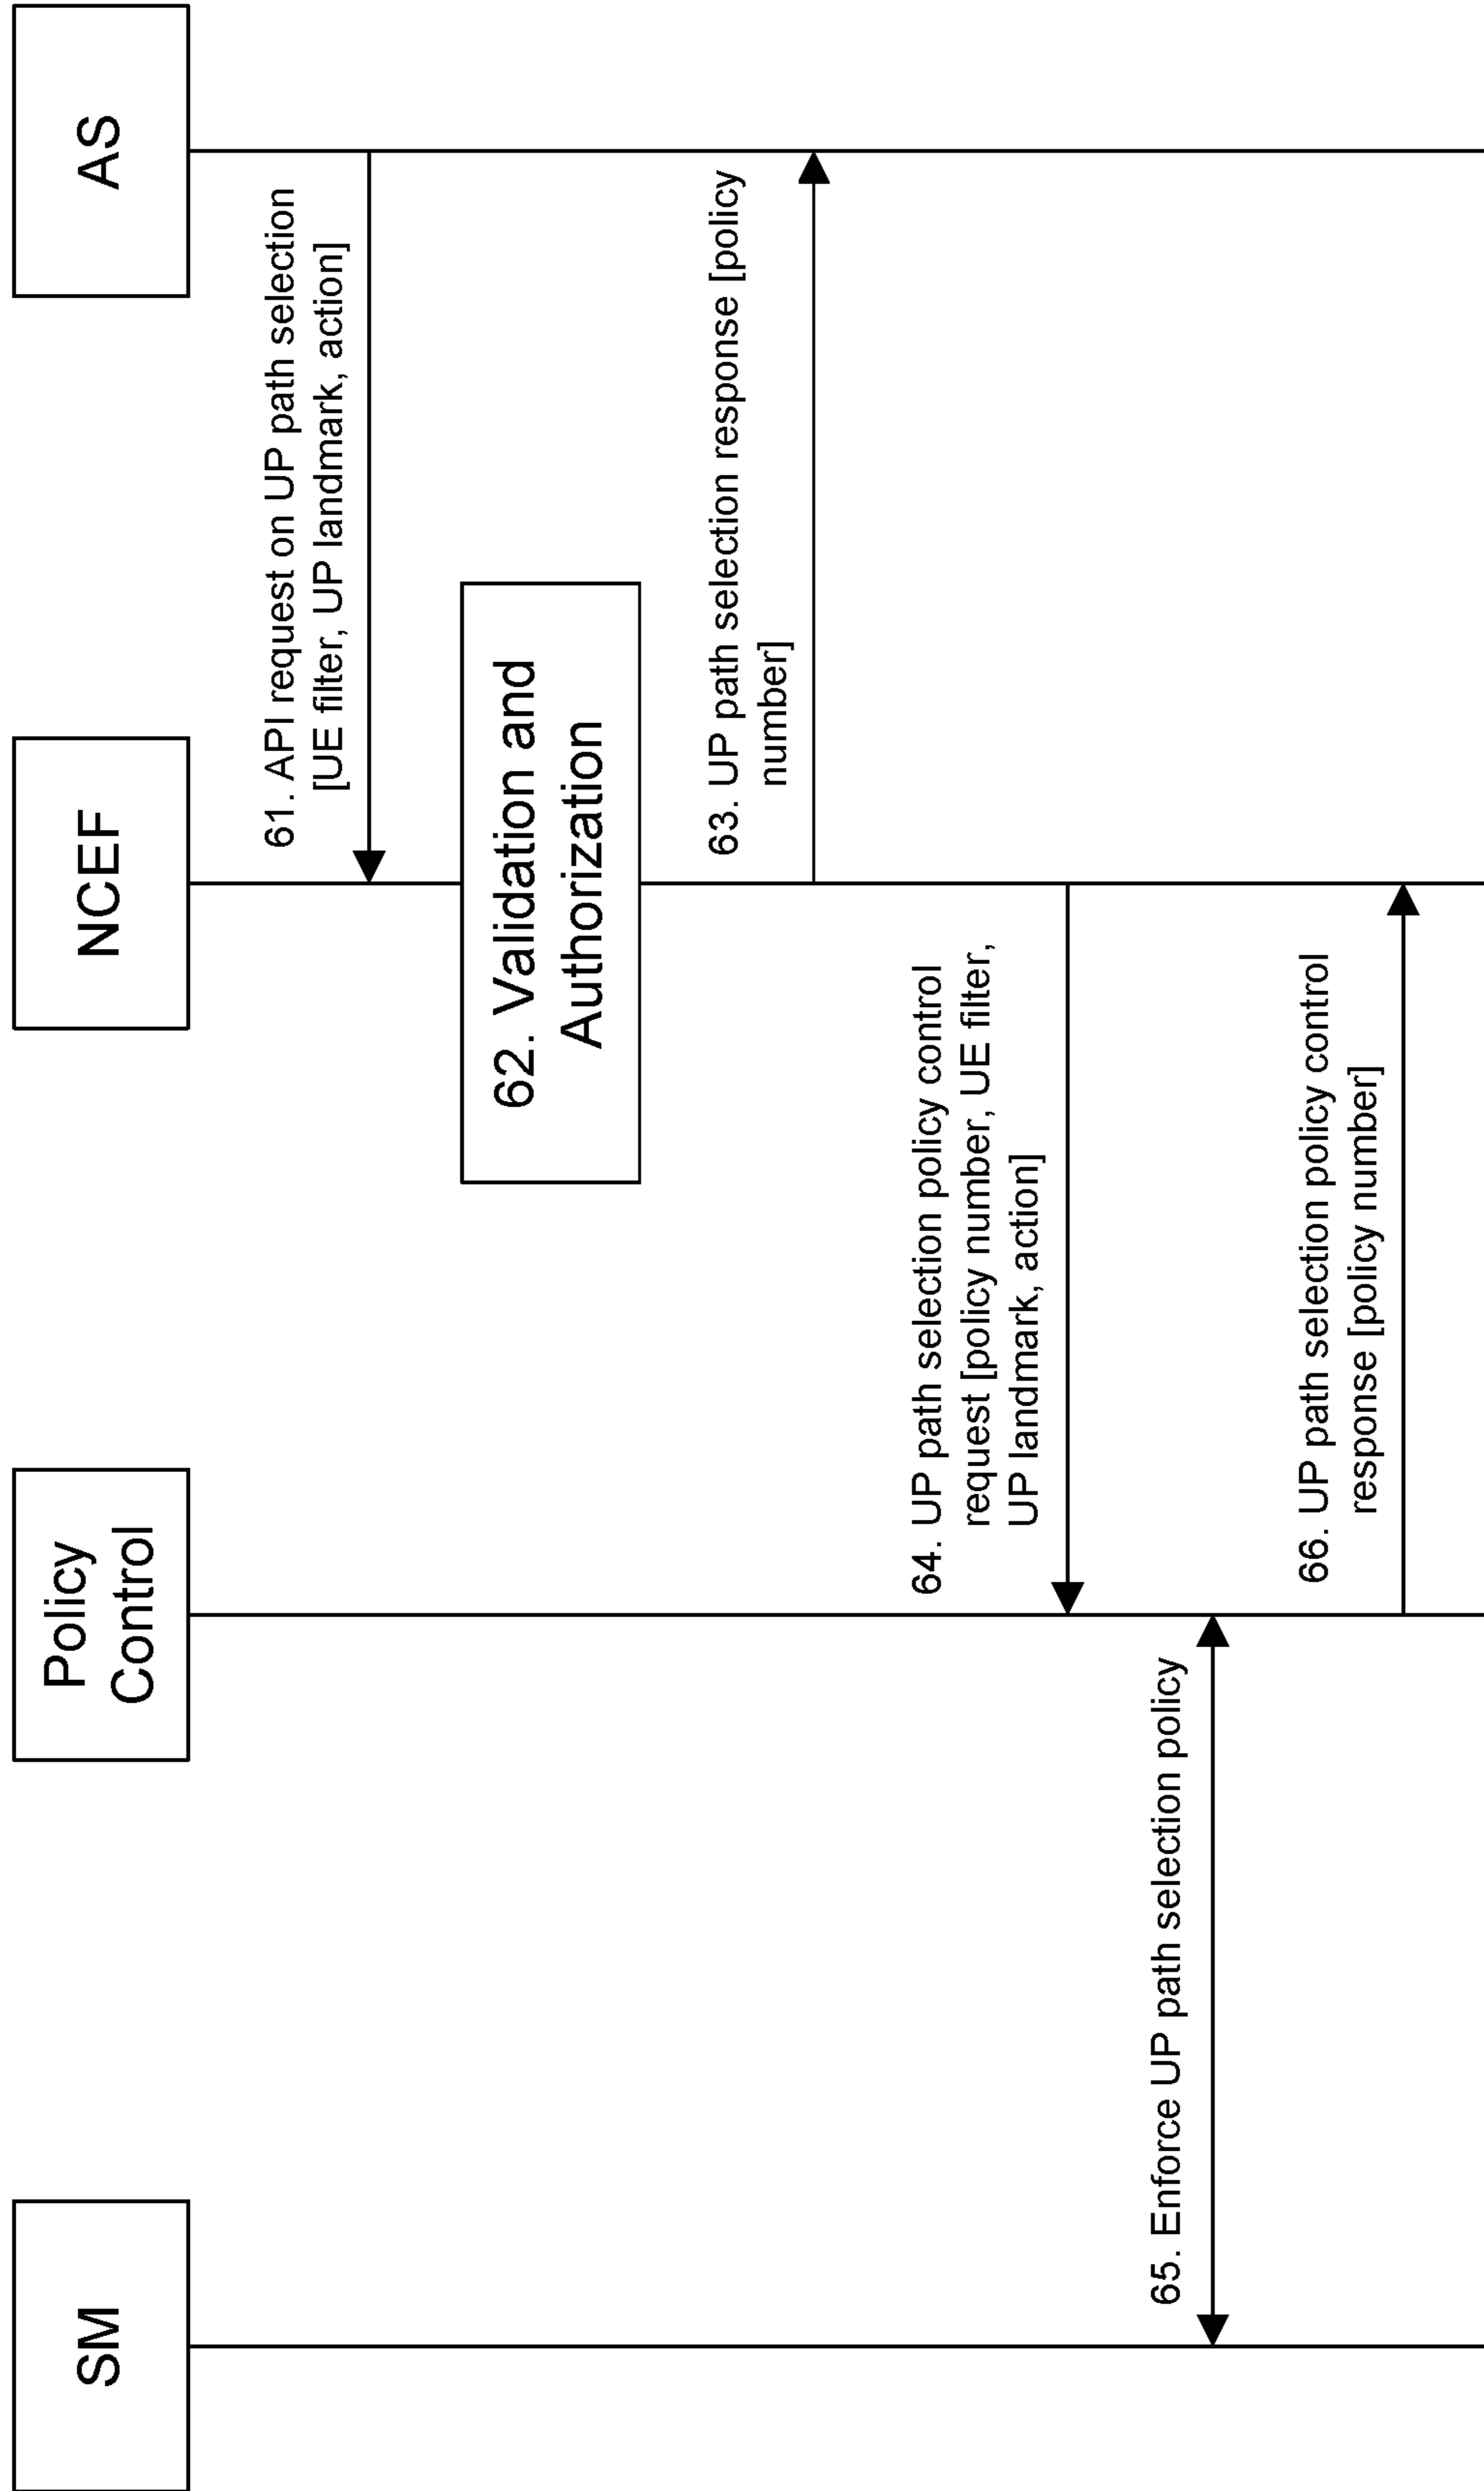 SM
Policy
Control
NCEF
AS
61. API request on UP path selection
[UE filter, UP landmark, action]
62. Validation and
Authorization
63. UP path selection response [policy
number]
64. UP path selection policy control
request [policy number, UE filter,
UP landmark, action]
65. Enforce UP path selection policy
66. UP path selection policy control
response [policy number]